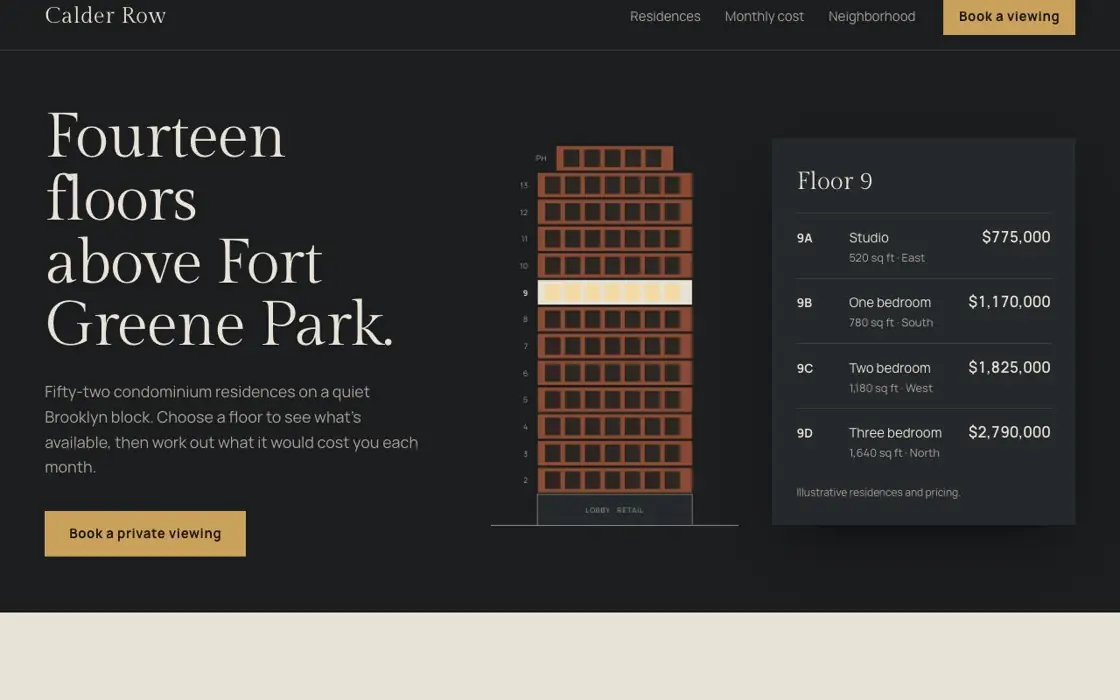 Calder Row
Residences
Monthly cost
Neighborhood
Book a viewing
Fourteen
floors
above Fort
Greene Park.
Fifty-two condominium residences on a quiet
Brooklyn block. Choose a floor to see what's
available, then work out what it would cost you each
month.
Book a private viewing
PH
13
12
11
10
9
8
7
6
5
4
3
2
LOBBY RETAIL
Floor 9
9A Studio $775,000
520 sq ft · East
9B One bedroom $1,170,000
780 sq ft · South
9C Two bedroom $1,825,000
1,180 sq ft · West
9D Three bedroom $2,790,000
1,640 sq ft · North
Illustrative residences and pricing.